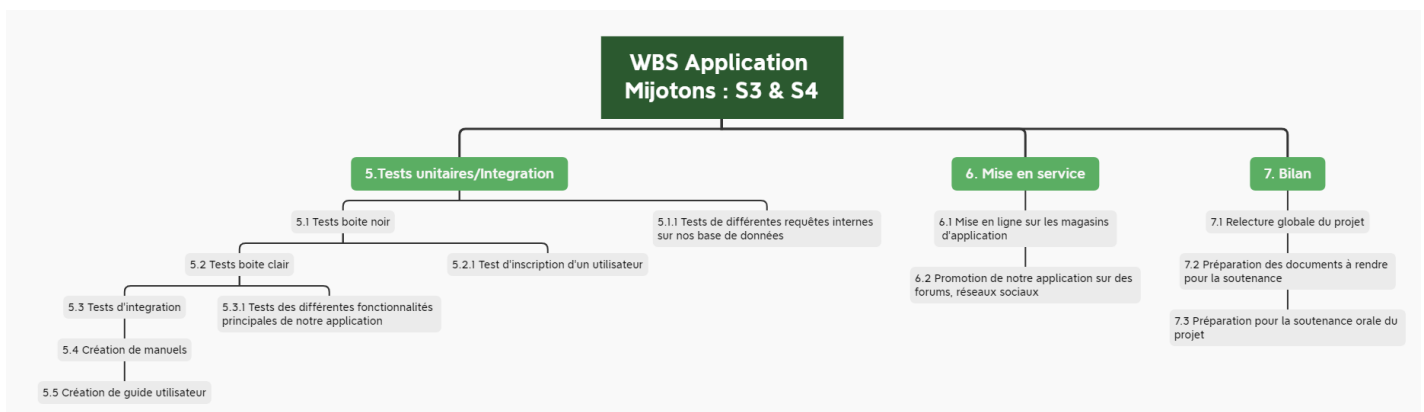 WBS Application
Mijotons : S3 & S4
5.Tests unitaires/Integration
6. Mise en service
7. Bilan
5.1 Tests boite noir
5.1.1 Tests de différentes requêtes internes
sur nos base de données
6.1 Mise en ligne sur les magasins
d'application
7.1 Relecture globale du projet
5.2 Tests boite clair
5.2.1 Test d'inscription d'un utilisateur
6.2 Promotion de notre application sur des
forums, réseaux sociaux
7.2 Préparation des documents à rendre
pour la soutenance
5.3 Tests d'integration
5.3.1 Tests des différentes fonctionnalités
principales de notre application
7.3 Préparation pour la soutenance orale du
projet
5.4 Création de manuels
5.5 Création de guide utilisateur